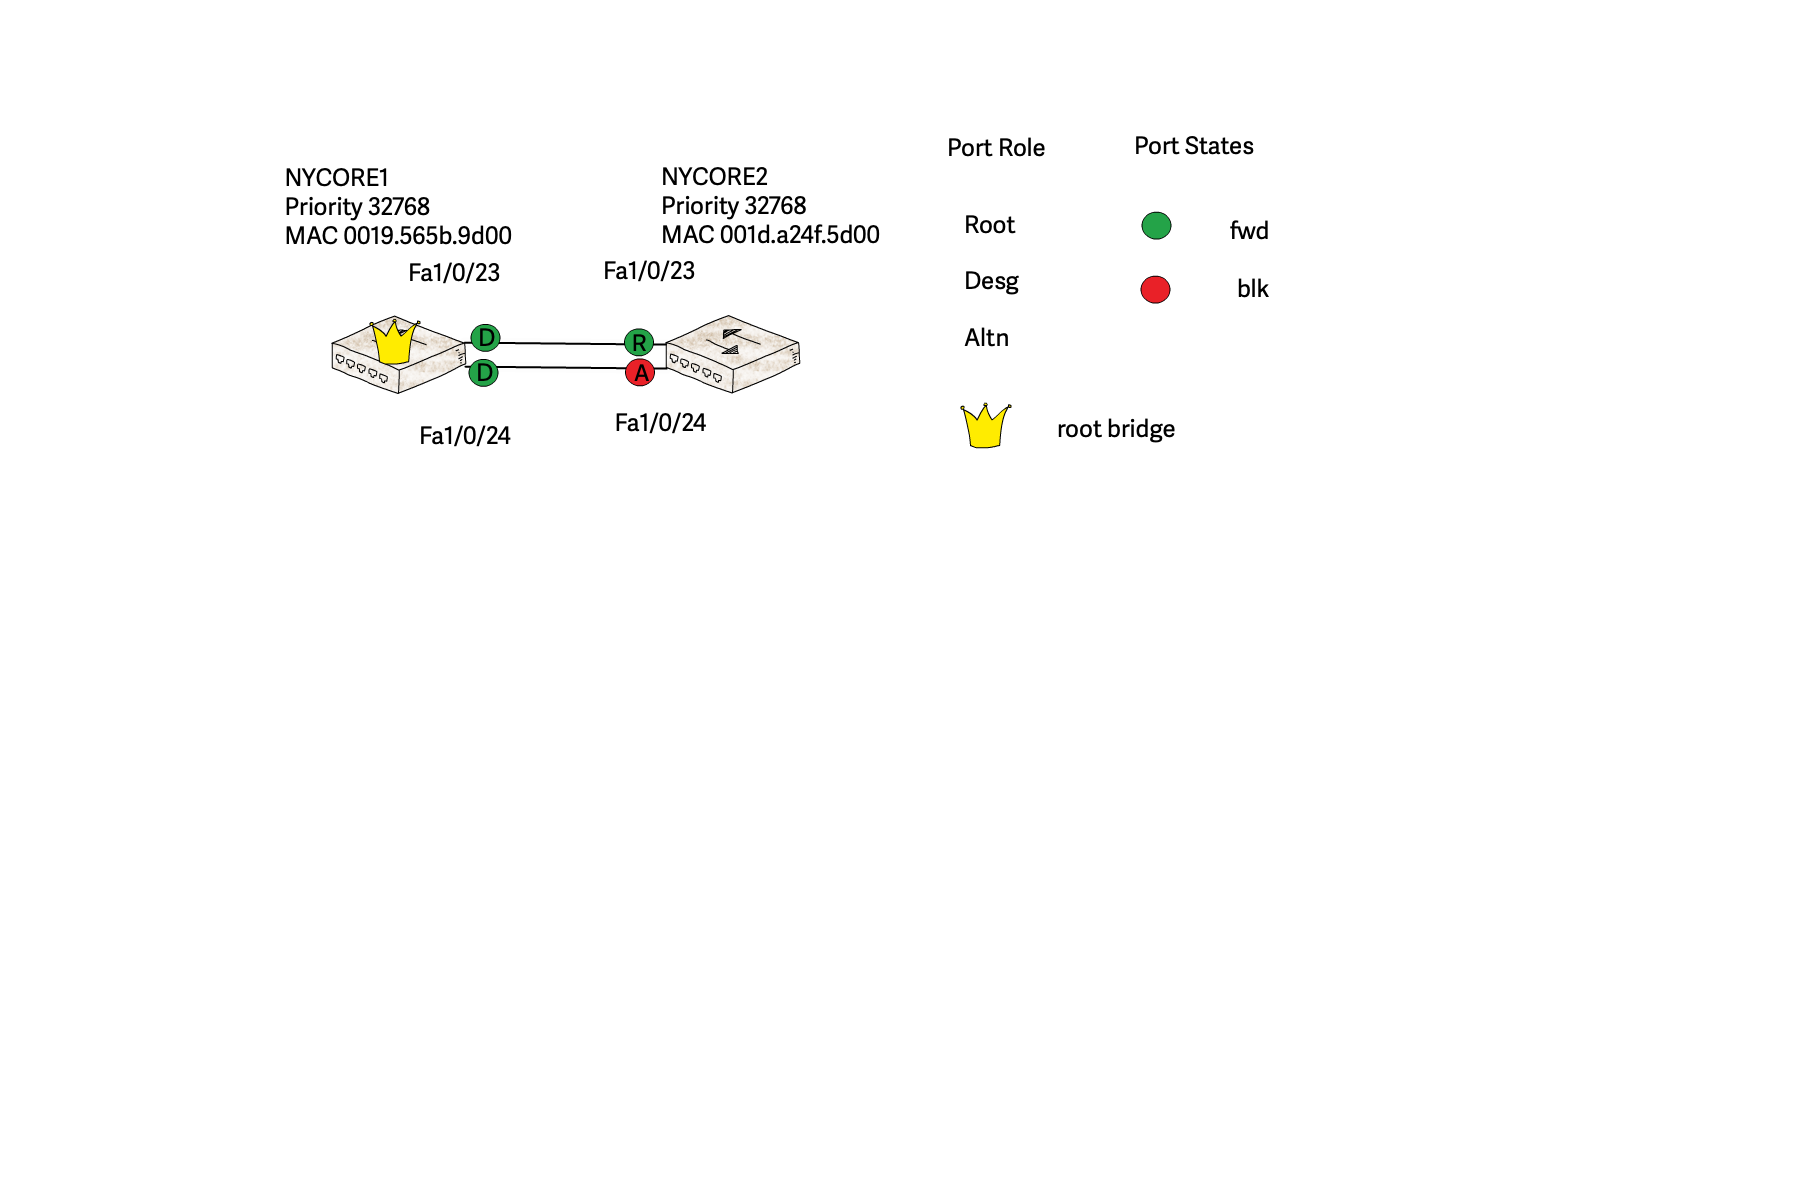 NYCORE1
Priority 32768
MAC 0019.565b.9d00
NYCORE2
Priority 32768
MAC 001d.a24f.5d00
Fa1/0/23
Fa1/0/23
D
R
D
A
Fa1/0/24
Fa1/0/24
Port Role
Port States
Root
fwd
Desg
blk
Altn
root bridge